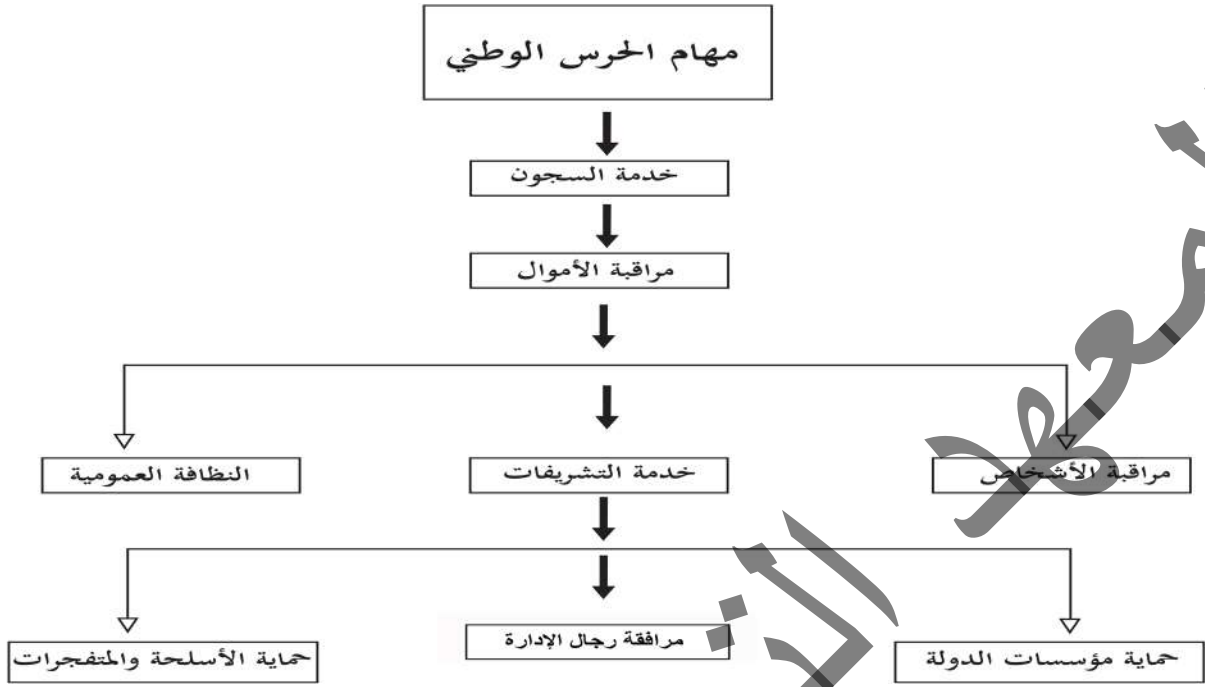 مهام الحرس الوطني
خدمة السجون
مراقبة الأموال
مراقبة الأشخاص
خدمة التشريفات
النظافة العمومية
حماية مؤسسات الدولة
مرافقة رجال الإدارة
حماية الأسلحة والمتفجرات